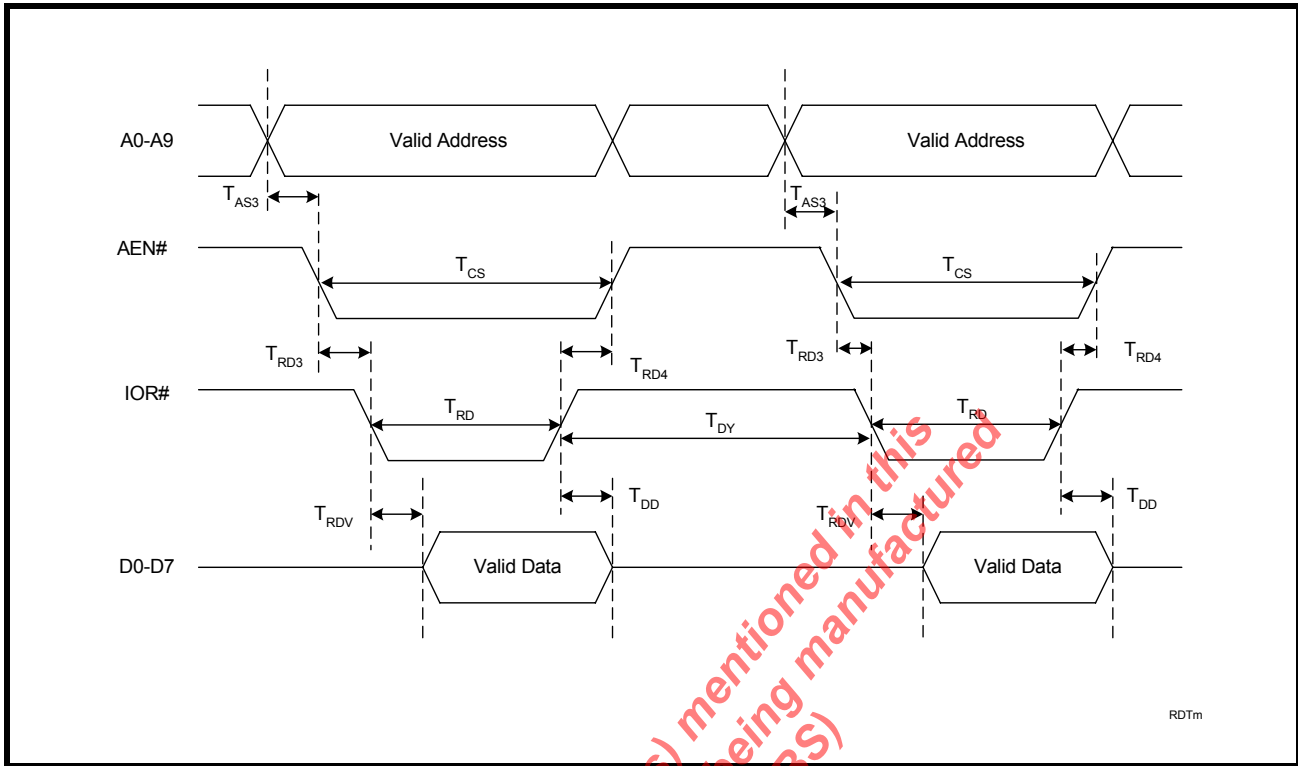 A0-A9
Valid Address
Valid Address
TAS3
TAS3
AEN#
TCS
TCS
TRD3
TRD4
TRD3
TRD4
IOR#
TRD
TDY
TRD
TRDV
TDD
TRDV
TDD
D0-D7
Valid Data
Valid Data
s) mentioned in this
being manufactured
BS)
RDTm